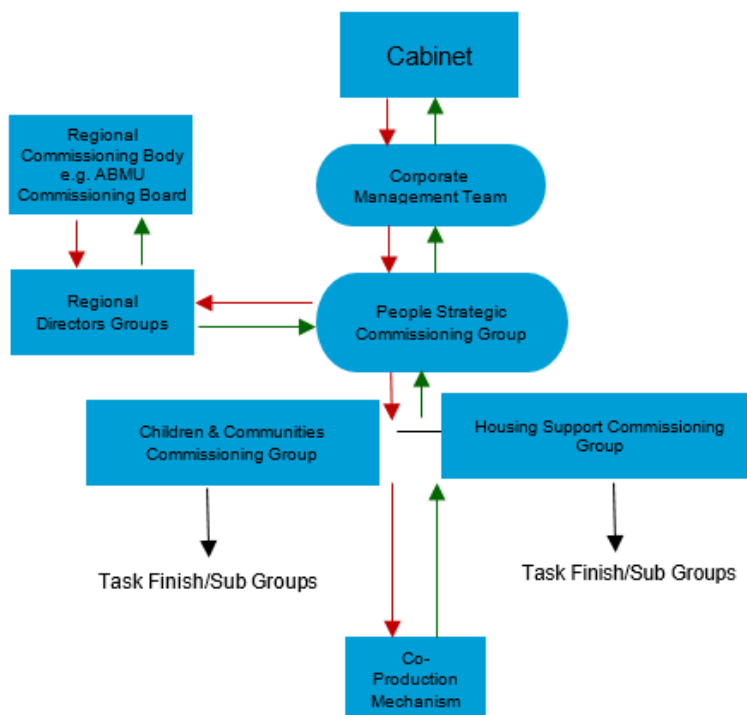 Cabinet
Regional
Commissioning Body
e.g. ABMU
Commissioning Board
Corporate
Management Team
Regional
Directors Groups
People Strategic
Commissioning Group
Children & Communities
Commissioning Group
Housing Support Commissioning
Group
Task Finish/Sub Groups
Task Finish/Sub Groups
Co-
Production
Mechanism